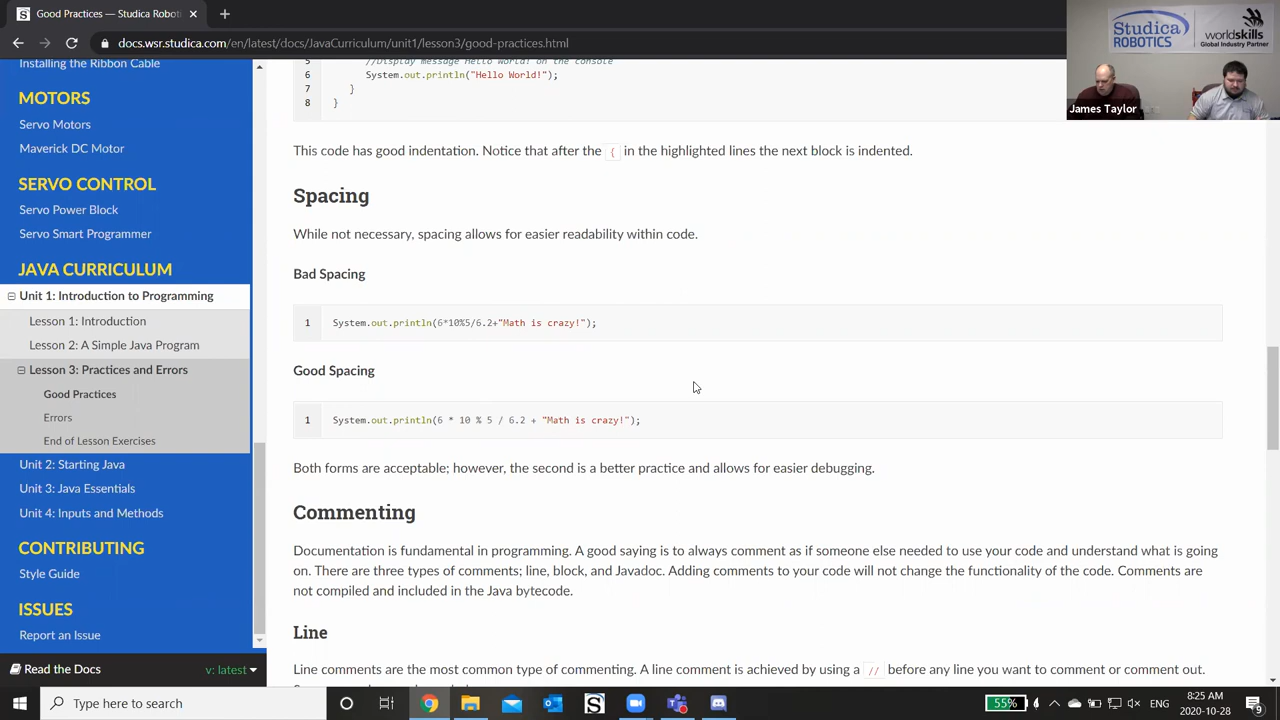 Good Practices
docs.wsr.studica.com/en/latest/docs/JavaCurriculum/unit1/lesson3/good-practices.html
Studica
ROBOTICS
worldskills
Global Industry Partner
James Taylor
Installing the Ribbon Cable
MOTORS
Servo Motors
Maverick DC Motor
SERVO CONTROL
Servo Power Block
Servo Smart Programmer
JAVA CURRICULUM
Unit 1: Introduction to Programming
Lesson 1: Introduction
Lesson 2: A Simple Java Program
Lesson 3: Practices and Errors
Good Practices
Errors
End of Lesson Exercises
Unit 2: Starting Java
Unit 3: Java Essentials
Unit 4: Inputs and Methods
CONTRIBUTING
Style Guide
ISSUES
Report an Issue
Read the Docs
v: latest
5 //Display message Hello World! on the console
6 System.out.println("Hello World!");
7 }
8 }
This code has good indentation. Notice that after the { in the highlighted lines the next block is indented.
Spacing
While not necessary, spacing allows for easier readability within code.
Bad Spacing
1 System.out.println(6*10%5/6.2+"Math is crazy!");
Good Spacing
1 System.out.println(6 * 10 % 5 / 6.2 + "Math is crazy!");
Both forms are acceptable; however, the second is a better practice and allows for easier debugging.
Commenting
Documentation is fundamental in programming. A good saying is to always comment as if someone else needed to use your code and understand what is going
on. There are three types of comments; line, block, and Javadoc. Adding comments to your code will not change the functionality of the code. Comments are
not compiled and included in the Java bytecode.
Line
Line comments are the most common type of commenting. A line comment is achieved by using a // before any line you want to comment or comment out.
Type here to search
55%
8:25 AM
2020-10-28
9